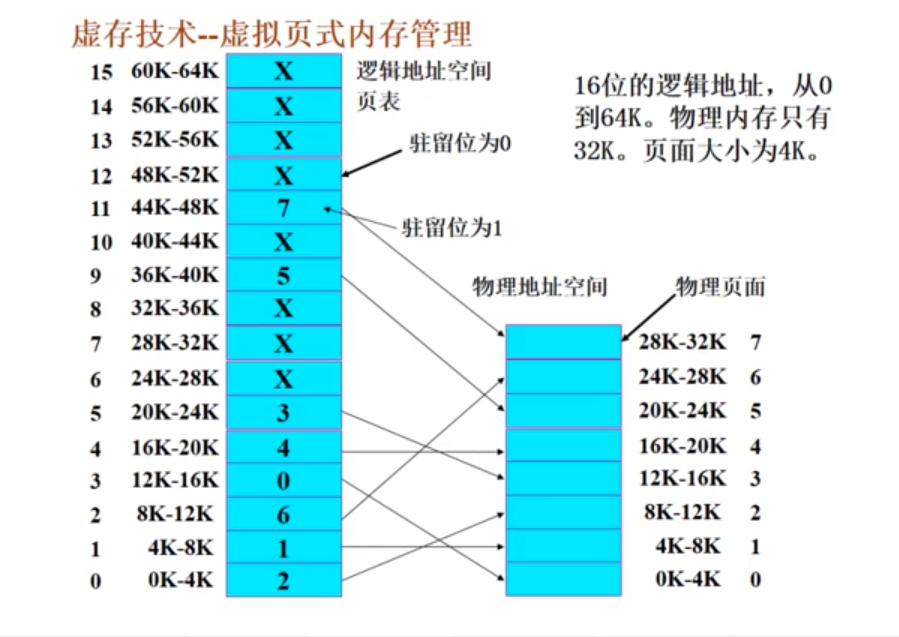 虚存技术--虚拟页式内存管理
15 60K-64K X
14 56K-60K X
13 52K-56K X
12 48K-52K X
11 44K-48K 7
10 40K-44K X
9 36K-40K 5
8 32K-36K X
7 28K-32K X
6 24K-28K X
5 20K-24K 3
4 16K-20K 4
3 12K-16K 0
2 8K-12K 6
1 4K-8K 1
0 0K-4K 2
逻辑地址空间
页表
驻留位为0
驻留位为1
16位的逻辑地址，从0
到64K。物理内存只有
32K。页面大小为4K。
物理地址空间
物理页面
28K-32K 7
24K-28K 6
20K-24K 5
16K-20K 4
12K-16K 3
8K-12K 2
4K-8K 1
0K-4K 0